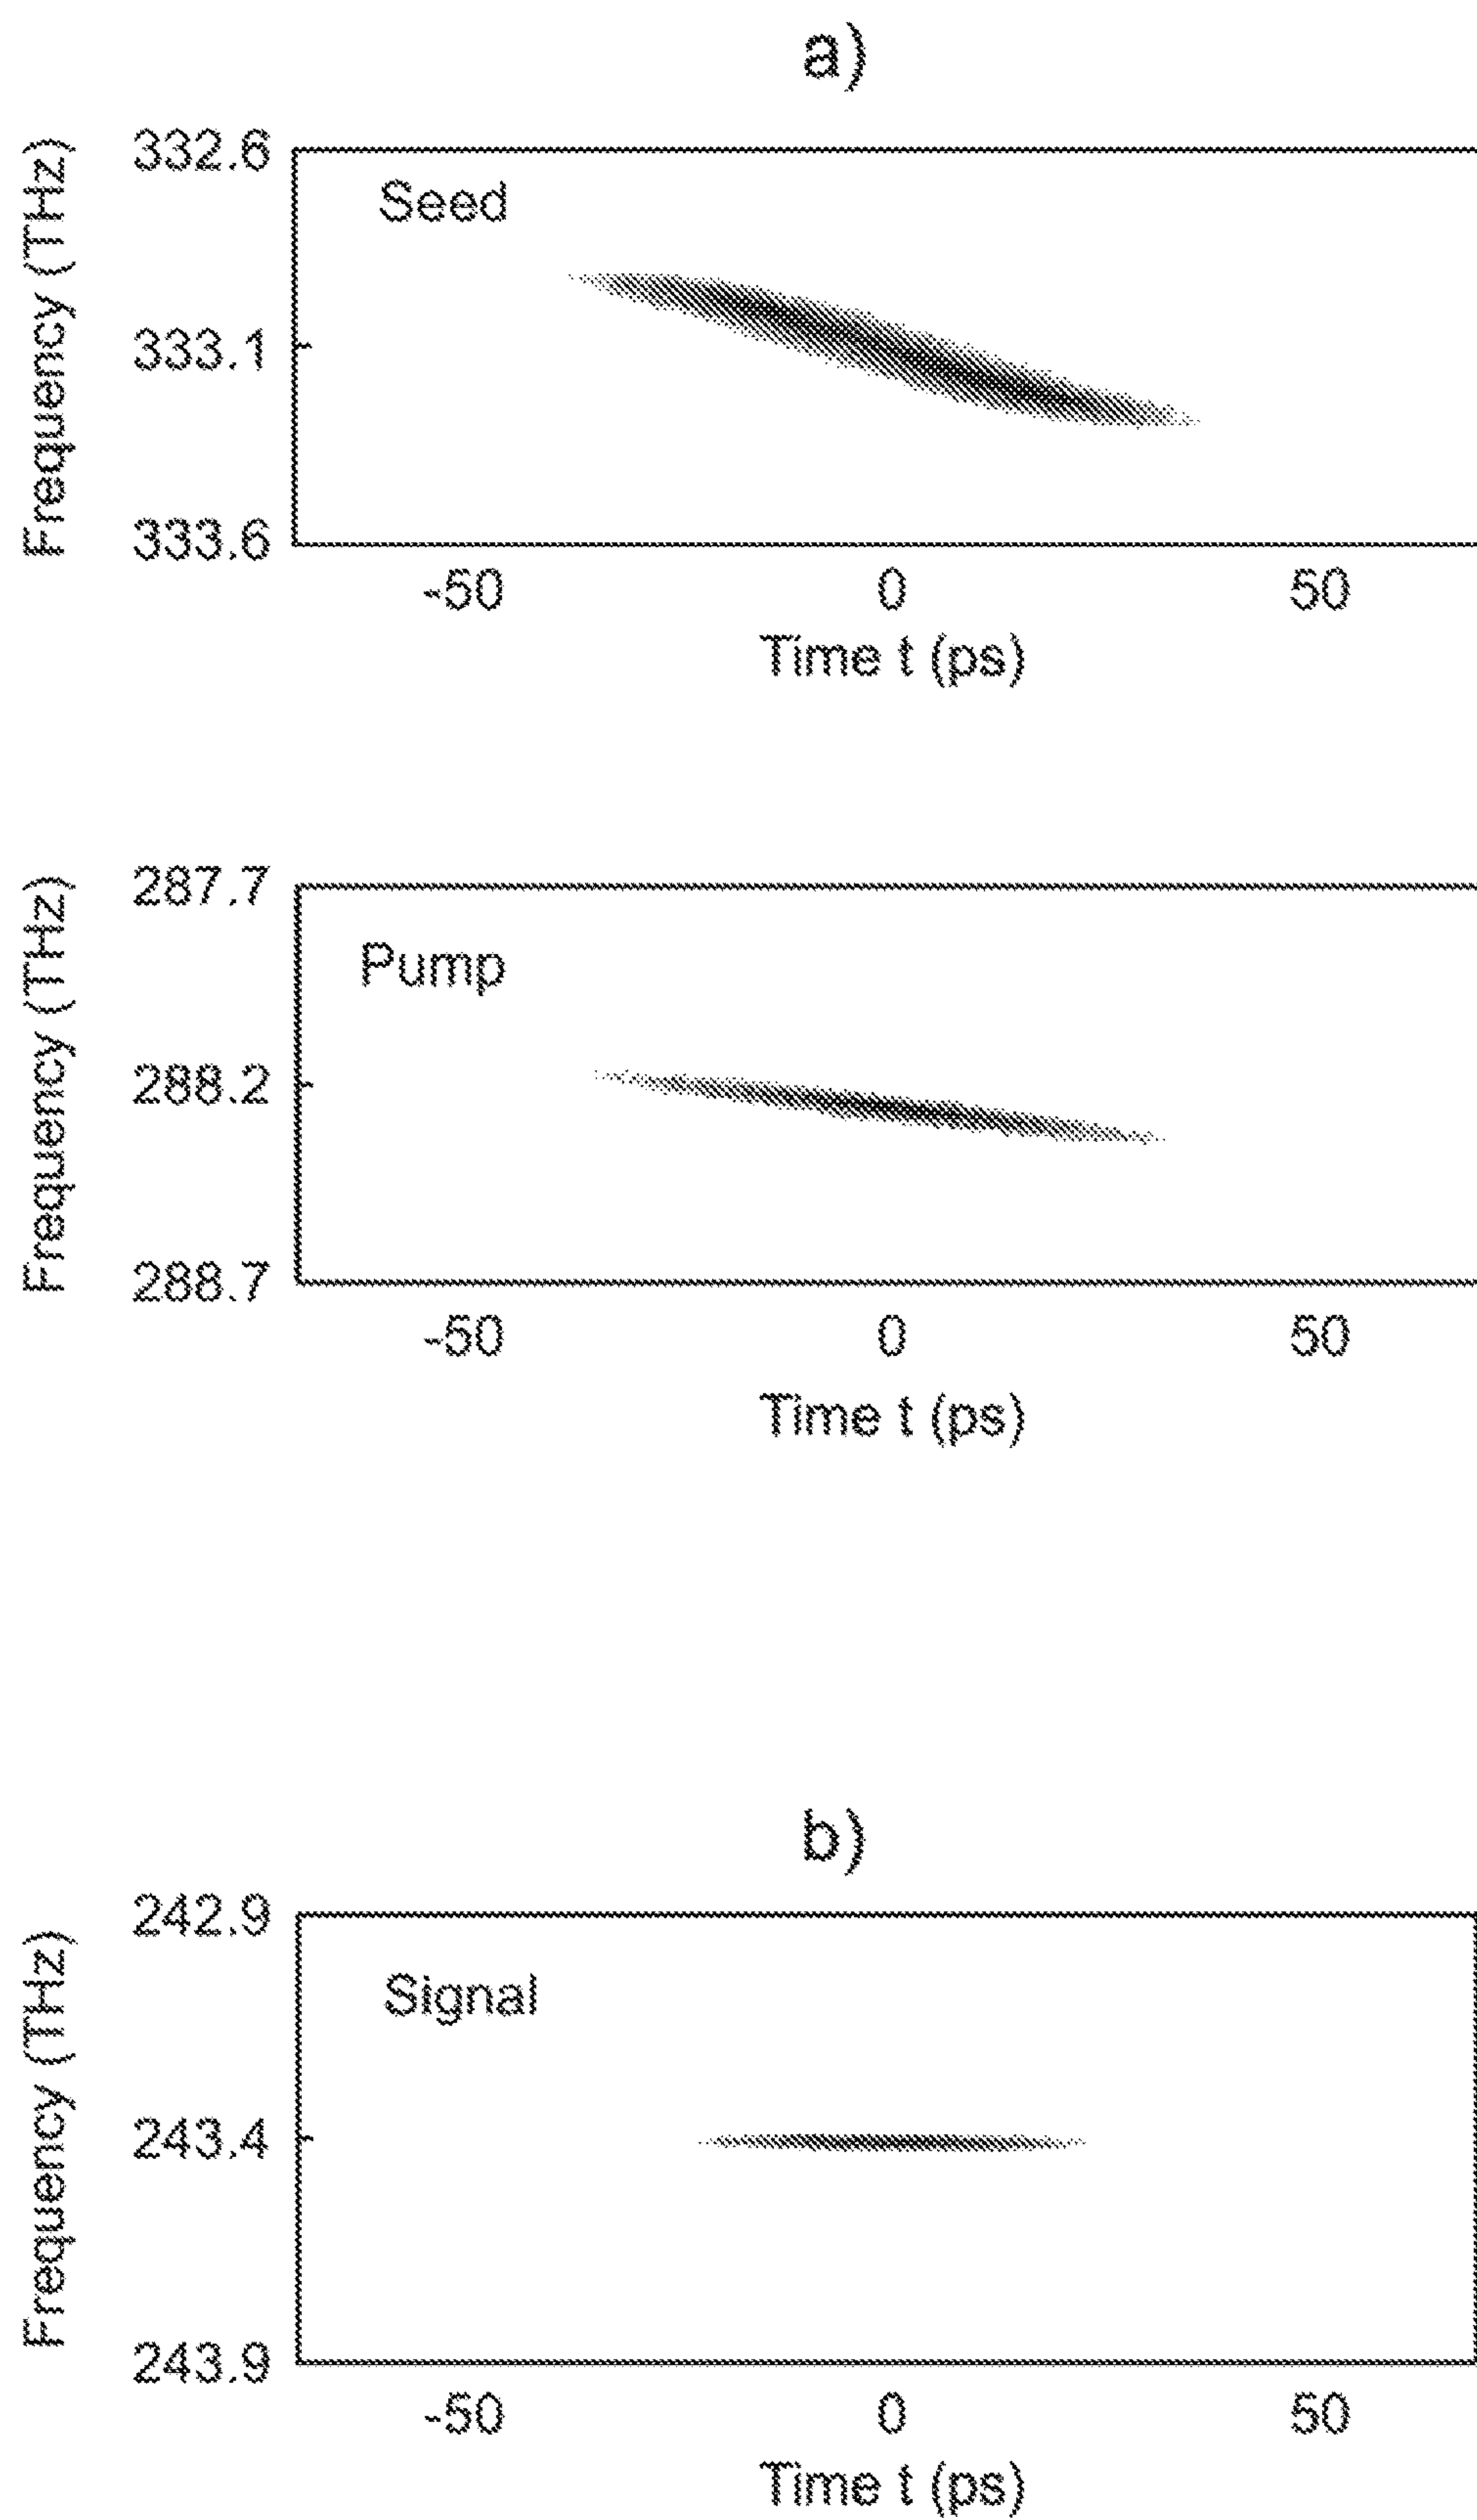 a)
Frequency (THz)
332.6
Seed
333.1
333.6
-50 0 50
Time t (ps)
Frequency (THz)
287.7
Pump
288.2
288.7
-50 0 50
Time t (ps)
b)
Frequency (THz)
242.9
Signal
243.4
243.9
-50 0 50
Time t (ps)